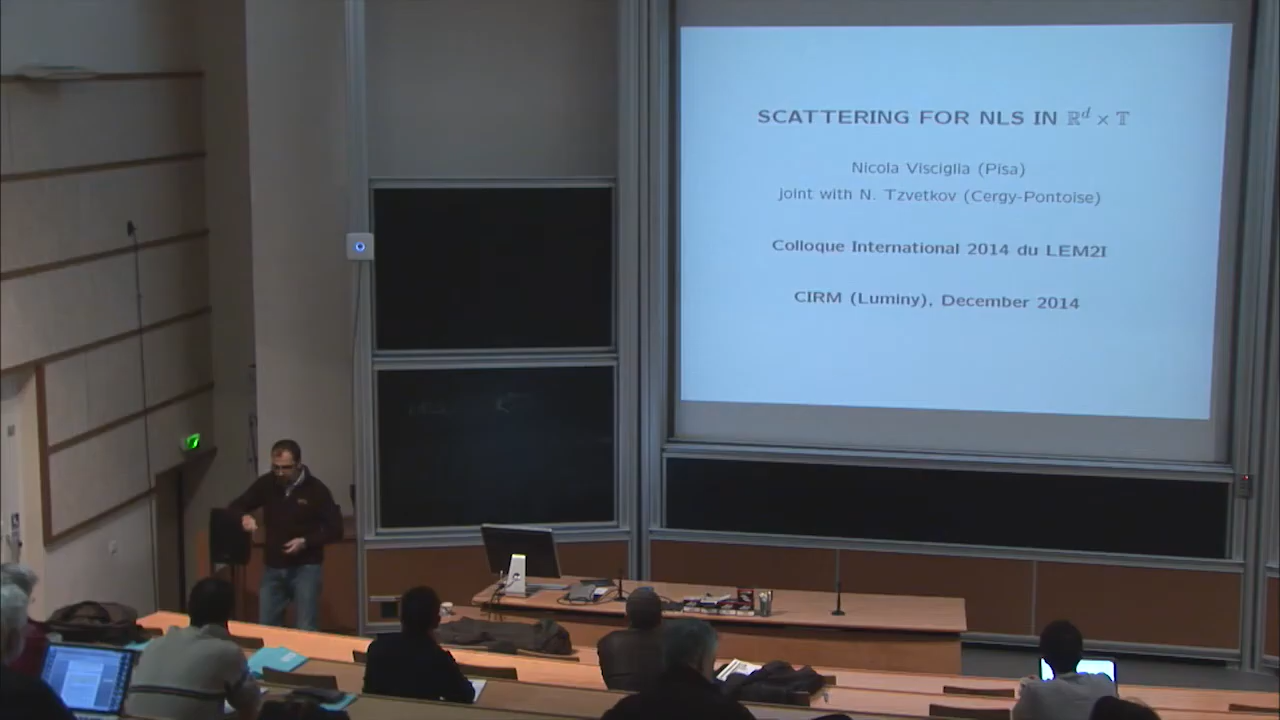 SCATTERING FOR NLS IN ℝᵈ × 𝕋
Nicola Visciglia (Pisa)
joint with N. Tzvetkov (Cergy-Pontoise)
Colloque International 2014 du LEM2I
CIRM (Luminy), December 2014